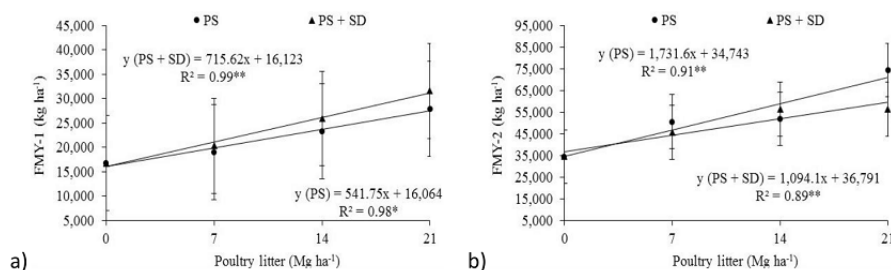 PS PS + SD
45,000
40,000
35,000
30,000
25,000
20,000
15,000
10,000
5,000
FMY-1 (kg ha⁻¹)
y (PS + SD) = 715.62x + 16,123
R² = 0.99**
y (PS) = 541.75x + 16,064
R² = 0.98*
0 7 14 21
Poultry litter (Mg ha⁻¹)
a)
PS PS + SD
95,000
85,000
75,000
65,000
55,000
45,000
35,000
25,000
15,000
5,000
FMY-2 (kg ha⁻¹)
y (PS) = 1,731.6x + 34,743
R² = 0.91**
y (PS + SD) = 1,094.1x + 36,791
R² = 0.89**
0 7 14 21
Poultry litter (Mg ha⁻¹)
b)